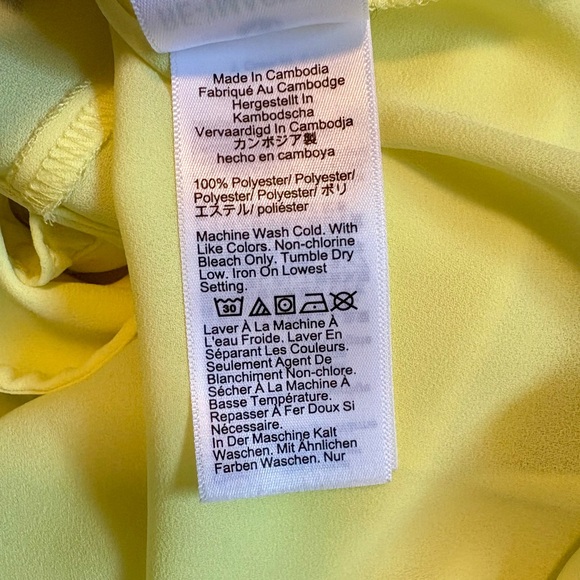 Made In Cambodia
Fabriqué Au Cambodge
Hergestellt In
Kambodscha
Vervaardigd In Cambodja
カンボジア製
hecho en camboya
100% Polyester/ Polyester/
Polyester/ Polyester/ ポリ
エステル/ poliéster
Machine Wash Cold. With
Like Colors. Non-chlorine
Bleach Only. Tumble Dry
Low. Iron On Lowest
Setting.
30
Laver À La Machine À
L'eau Froide. Laver En
Séparant Les Couleurs.
Seulement Agent De
Blanchiment Non-chlore.
Sécher À La Machine À
Basse Température.
Repasser À Fer Doux Si
Nécessaire.
In Der Maschine Kalt
Waschen. Mit Ähnlichen
Farben Waschen. Nur